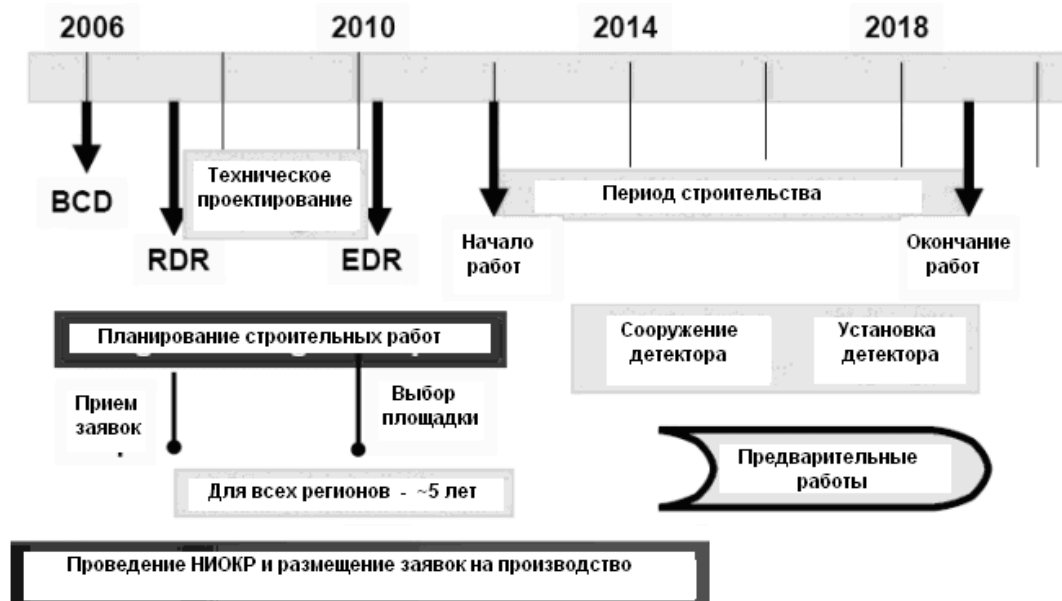 2006 2010 2014 2018
Техническое
проектирование
Период строительства
BCD
RDR
EDR
Начало
работ
Окончание
работ
Планирование строительных работ
Сооружение
детектора
Установка
детектора
Прием
заявок
Выбор
площадки
Предварительные
работы
Для всех регионов - ~5 лет
Проведение НИОКР и размещение заявок на производство